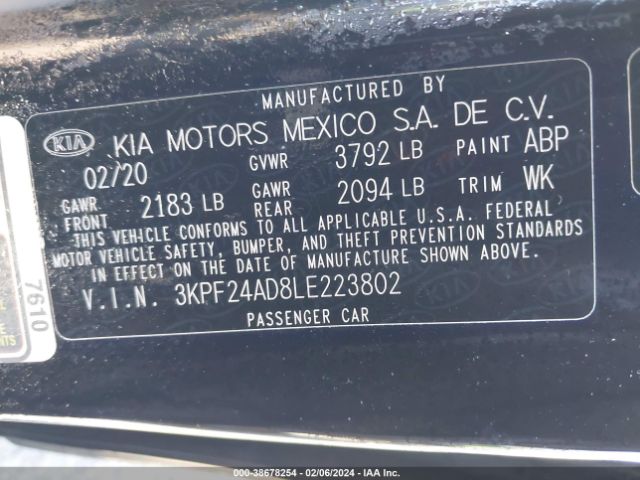 MANUFACTURED BY
KIA KIA MOTORS MEXICO S.A. DE C.V.
02/20 GVWR 3792 LB PAINT ABP
GAWR FRONT 2183 LB GAWR REAR 2094 LB TRIM WK
THIS VEHICLE CONFORMS TO ALL APPLICABLE U.S.A. FEDERAL
MOTOR VEHICLE SAFETY, BUMPER, AND THEFT PREVENTION STANDARDS
IN EFFECT ON THE DATE OF MANUFACTURE SHOWN ABOVE.
V.I.N. 3KPF24AD8LE223802
PASSENGER CAR
7610
000-38678254 - 02/06/2024 - IAA Inc.